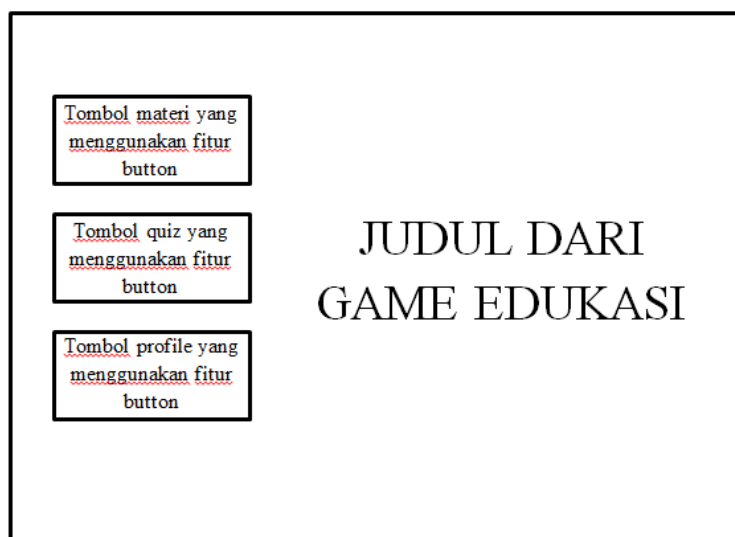 Tombol materi yang
menggunakan fitur
button
Tombol quiz yang
menggunakan fitur
button
Tombol profile yang
menggunakan fitur
button
JUDUL DARI
GAME EDUKASI